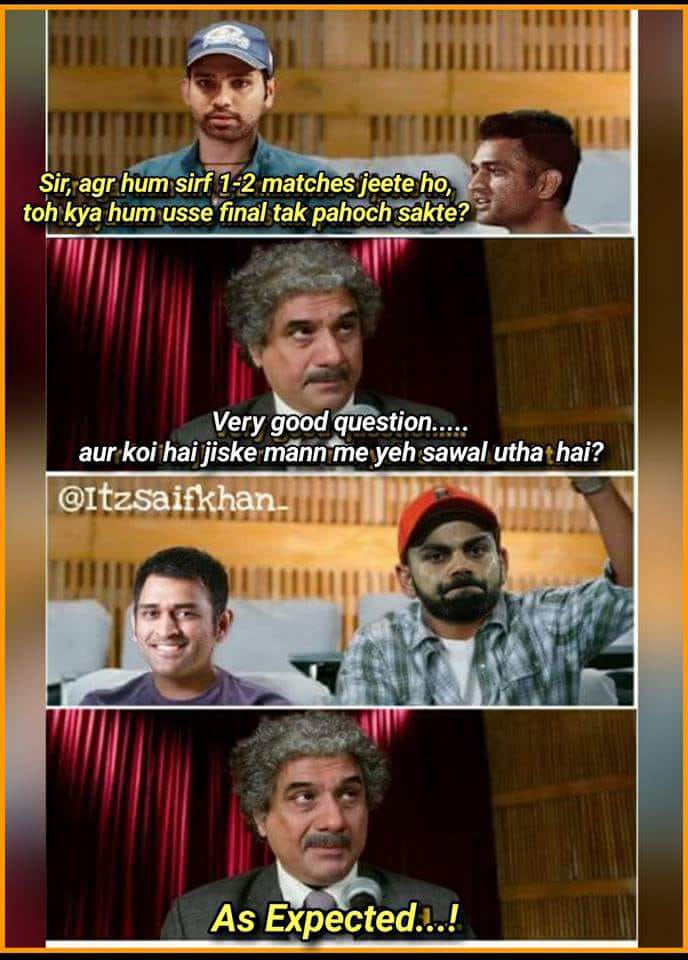 Sir, agr hum sirf 1-2 matches jeete ho,
toh kya hum usse final tak pahoch sakte?
Very good question.....
aur koi hai jiske mann me yeh sawal utha hai?
@Itzsaifkhan_
As Expected...!